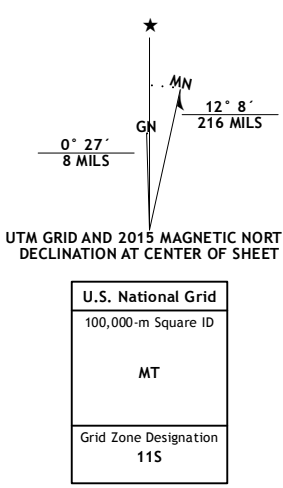 ★
MN
GN
12° 8´
216 MILS
0° 27´
8 MILS
UTM GRID AND 2015 MAGNETIC NORT
DECLINATION AT CENTER OF SHEET
U.S. National Grid
100,000-m Square ID
MT
Grid Zone Designation
11S